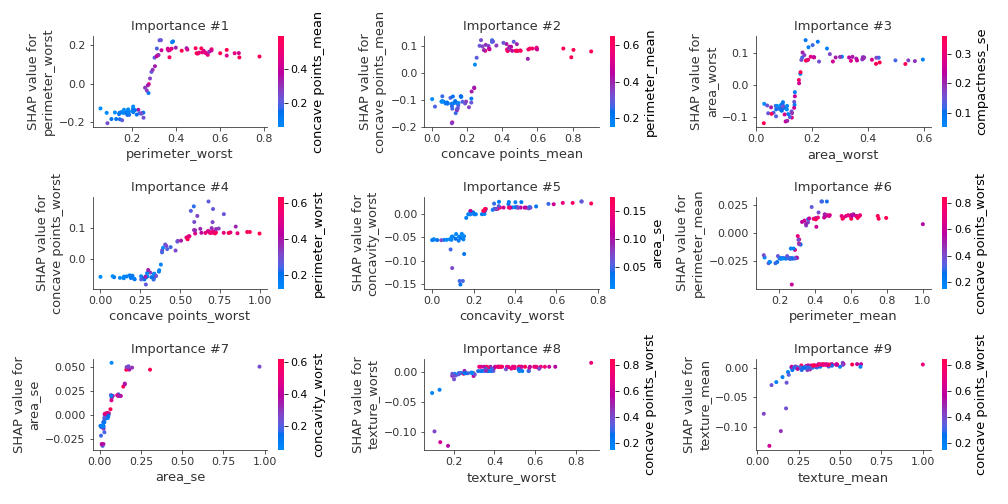 Importance #1
SHAP value for
perimeter_worst
0.2
0.0
−0.2
0.2
0.4
0.6
0.8
perimeter_worst
0.4
0.2
concave points_mean
Importance #2
SHAP value for
concave points_mean
0.1
0.0
−0.1
−0.2
0.0
0.2
0.4
0.6
0.8
concave points_mean
0.6
0.4
0.2
perimeter_mean
Importance #3
SHAP value for
area_worst
0.1
0.0
−0.1
0.0
0.2
0.4
0.6
area_worst
0.3
0.2
0.1
compactness_se
Importance #4
SHAP value for
concave points_worst
0.1
0.0
0.00
0.25
0.50
0.75
1.00
concave points_worst
0.6
0.4
0.2
perimeter_worst
Importance #5
SHAP value for
concavity_worst
0.00
−0.05
−0.10
−0.15
0.0
0.2
0.4
0.6
0.8
concavity_worst
0.15
0.10
0.05
area_se
Importance #6
SHAP value for
perimeter_mean
0.025
0.000
−0.025
0.2
0.4
0.6
0.8
1.0
perimeter_mean
0.8
0.6
0.4
0.2
concave points_worst
Importance #7
SHAP value for
area_se
0.050
0.025
0.000
−0.025
0.00
0.25
0.50
0.75
1.00
area_se
0.6
0.4
0.2
concavity_worst
Importance #8
SHAP value for
texture_worst
0.00
−0.05
−0.10
0.2
0.4
0.6
0.8
texture_worst
0.8
0.6
0.4
0.2
concave points_worst
Importance #9
SHAP value for
texture_mean
0.00
−0.05
−0.10
−0.15
0.00
0.25
0.50
0.75
1.00
texture_mean
0.8
0.6
0.4
0.2
concave points_worst